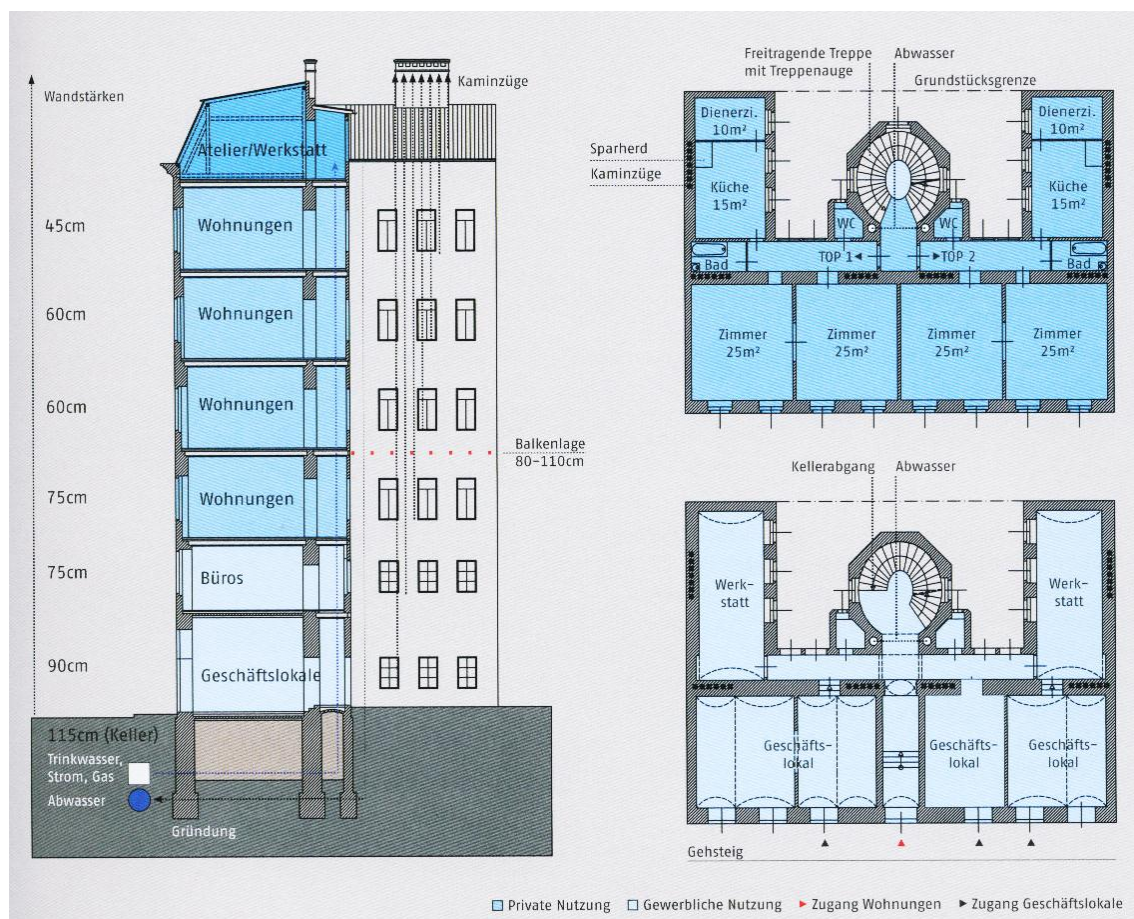 Wandstärken
Kaminzüge
Atelier/Werkstatt
45cm
Wohnungen
60cm
Wohnungen
60cm
Wohnungen
Balkenlage
80–110cm
75cm
Wohnungen
75cm
Büros
90cm
Geschäftslokale
115cm (Keller)
Trinkwasser,
Strom, Gas
Abwasser
Gründung
Freitragende Treppe
mit Treppenauge
Abwasser
Grundstücksgrenze
Dienerzi.
10m²
Dienerzi.
10m²
Sparherd
Kaminzüge
Küche
15m²
Küche
15m²
WC
WC
Bad
TOP 1
TOP 2
Bad
Zimmer
25m²
Zimmer
25m²
Zimmer
25m²
Zimmer
25m²
Kellerabgang
Abwasser
Werk-
statt
Werk-
statt
Geschäfts-
lokal
Geschäfts-
lokal
Geschäfts-
lokal
Gehsteig
Private Nutzung
Gewerbliche Nutzung
Zugang Wohnungen
Zugang Geschäftslokale